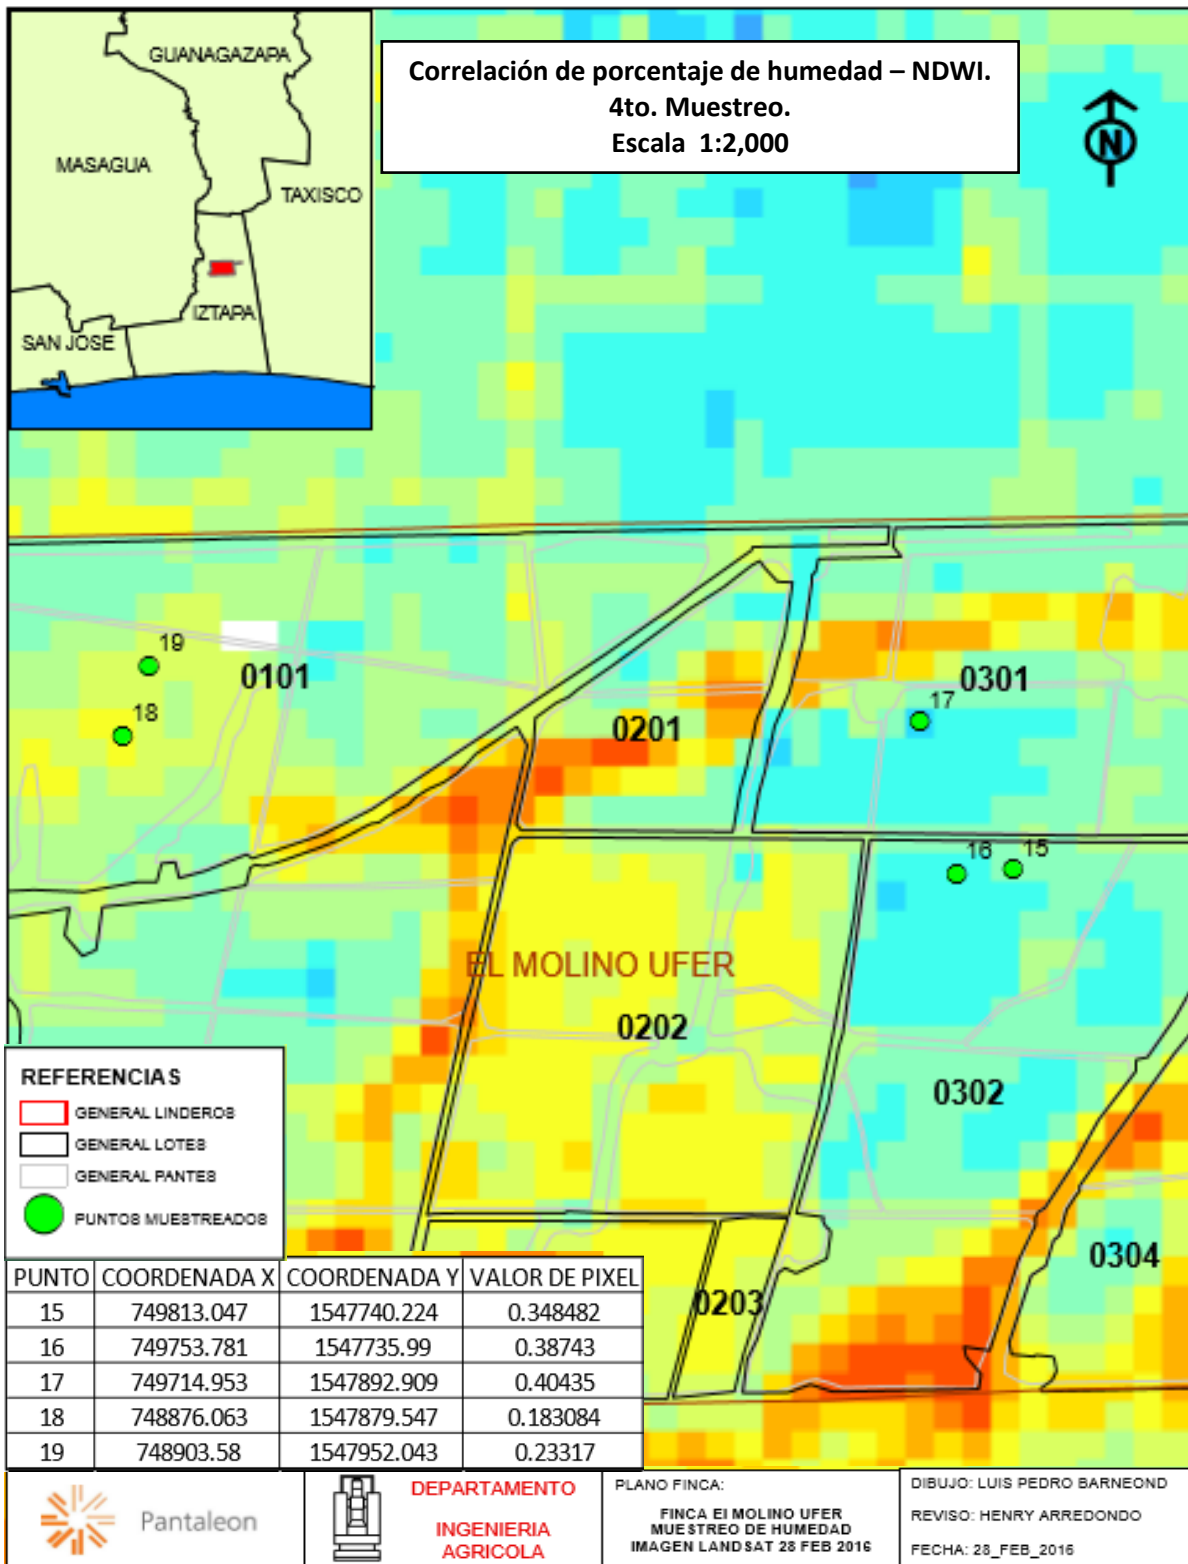 Correlación de porcentaje de humedad – NDWI.
4to. Muestreo.
Escala 1:2,000
N
GUANAGAZAPA
MASAGUA
TAXISCO
IZTAPA
SAN JOSE
19
0101
18
0201
0301
17
16
15
EL MOLINO UFER
0202
0302
0304
0203
REFERENCIAS
GENERAL LINDEROS
GENERAL LOTES
GENERAL PANTES
PUNTOS MUESTREADOS
PUNTO COORDENADA X COORDENADA Y VALOR DE PIXEL
15 749813.047 1547740.224 0.348482
16 749753.781 1547735.99 0.38743
17 749714.953 1547892.909 0.40435
18 748876.063 1547879.547 0.183084
19 748903.58 1547952.043 0.23317
Pantaleon
DEPARTAMENTO
INGENIERIA
AGRICOLA
PLANO FINCA:
FINCA El MOLINO UFER
MUESTREO DE HUMEDAD
IMAGEN LANDSAT 28 FEB 2016
DIBUJO: LUIS PEDRO BARNEOND
REVISO: HENRY ARREDONDO
FECHA: 28_FEB_2016